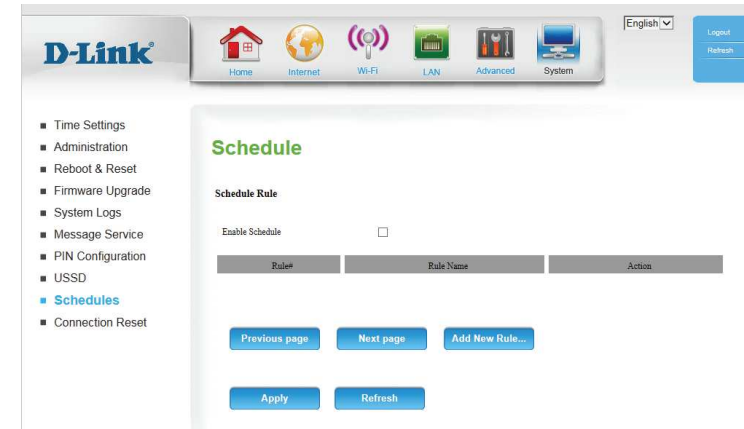 D-Link
Home
Internet
Wi-Fi
LAN
Advanced
System
English
Logout
Refresh
Time Settings
Administration
Reboot & Reset
Firmware Upgrade
System Logs
Message Service
PIN Configuration
USSD
Schedules
Connection Reset
Schedule
Schedule Rule
Enable Schedule
Rule# Rule Name Action
Previous page Next page Add New Rule...
Apply Refresh